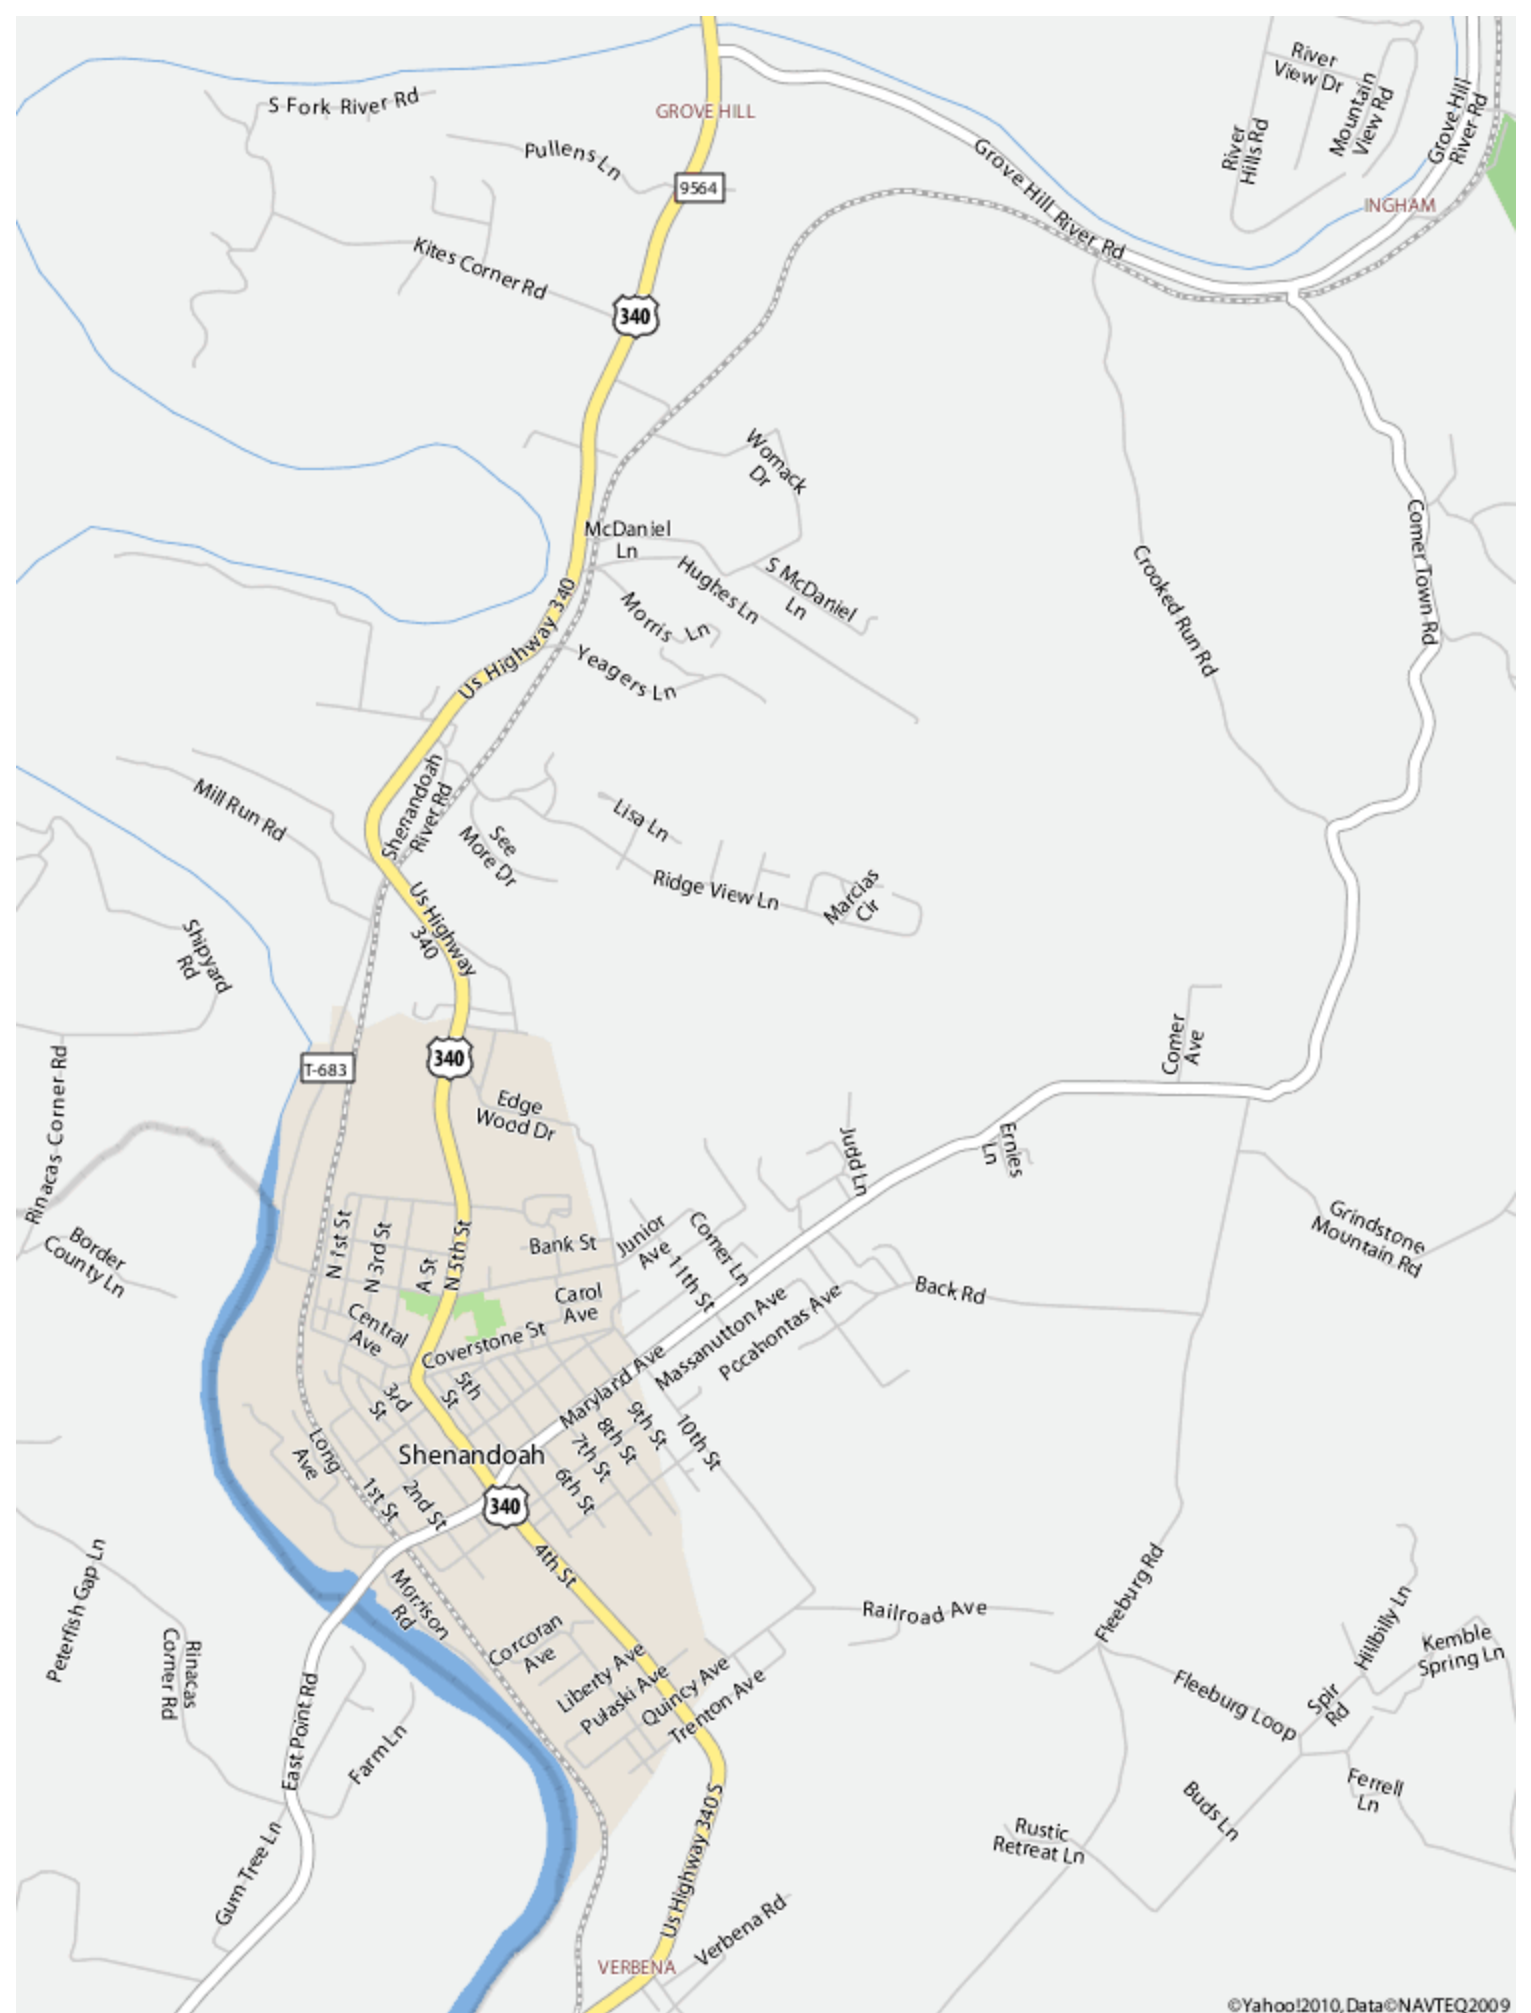 S Fork River Rd
GROVE HILL
River
View Dr
Mountain
View Rd
River
Hills Rd
Grove Hill
River Rd
INGHAM
Pullens Ln
9564
Grove Hill River Rd
Kites Corner Rd
340
Womack
Dr
McDaniel
Ln
Hughes Ln
S McDaniel
Ln
Morris Ln
Yeagers Ln
Us Highway 340
Crooked Run Rd
Comer Town Rd
Mill Run Rd
Shenandoah
River Rd
See
More Dr
Lisa Ln
Ridge View Ln
Marcias
Cir
Us Highway
340
Shipyard
Rd
T-683
340
Rinacas Corner Rd
Edge
Wood Dr
Comer
Ave
Judd Ln
Ernies
Ln
Grindstone
Mountain Rd
Border
County Ln
N 1st St
N 3rd St
A St
N 5th St
Bank St
Junior
Ave
Comer Ln
11th St
Carol
Ave
Central
Ave
Coverstone St
Massanutton Ave
Pocahontas Ave
Back Rd
3rd
St
5th
St
Maryland Ave
9th St
8th St
7th St
6th St
10th St
Shenandoah
Long
Ave
1st St
2nd St
340
4th St
Morrison
Rd
Corcoran
Ave
Liberty Ave
Pulaski Ave
Quincy Ave
Trenton Ave
Railroad Ave
Fleeburg Rd
Fleeburg Loop
Hillbilly Ln
Kemble
Spring Ln
Spir
Rd
Ferrell
Ln
Buds Ln
Rustic
Retreat Ln
Peterfish Gap Ln
Rinacas
Corner Rd
East Point Rd
Farm Ln
Gum Tree Ln
Us Highway 340 S
Verbena Rd
VERBENA
©Yahoo!2010,Data©NAVTEQ2009